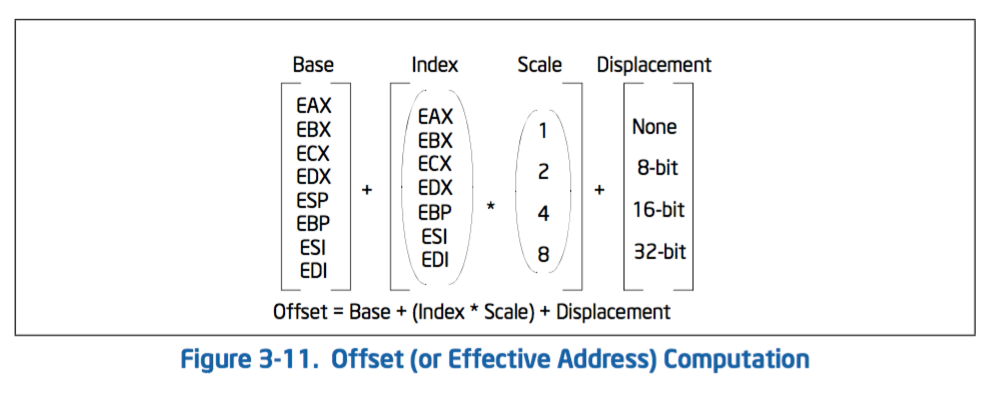 Base Index Scale Displacement
EAX
EBX
ECX
EDX
ESP
EBP
ESI
EDI
+
EAX
EBX
ECX
EDX
EBP
ESI
EDI
*
1
2
4
8
+
None
8-bit
16-bit
32-bit
Offset = Base + (Index * Scale) + Displacement
Figure 3-11. Offset (or Effective Address) Computation